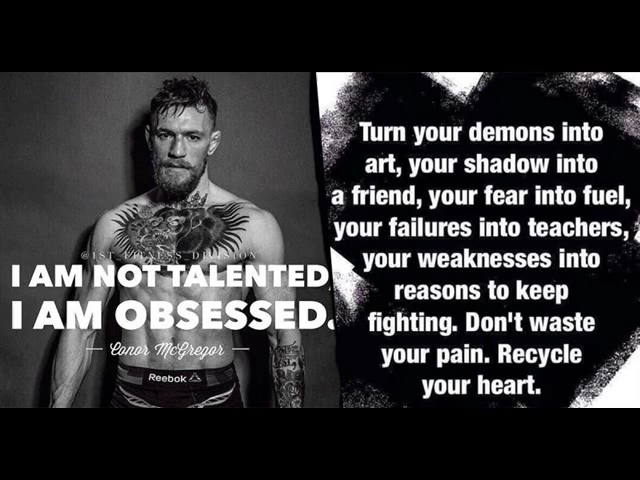 @1ST_FITNESS_DIVISION
I AM NOT TALENTED,
I AM OBSESSED.
— Conor McGregor —
Reebok
Turn your demons into
art, your shadow into
a friend, your fear into fuel,
your failures into teachers,
your weaknesses into
reasons to keep
fighting. Don't waste
your pain. Recycle
your heart.